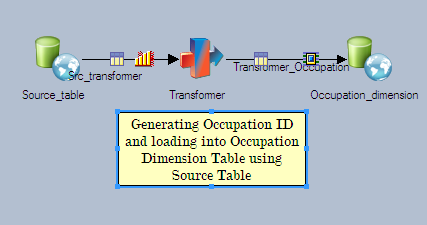 Src_transformer
Transformer_Occupation
Source_table
Transformer
Occupation_dimension
Generating Occupation ID
and loading into Occupation
Dimension Table using
Source Table